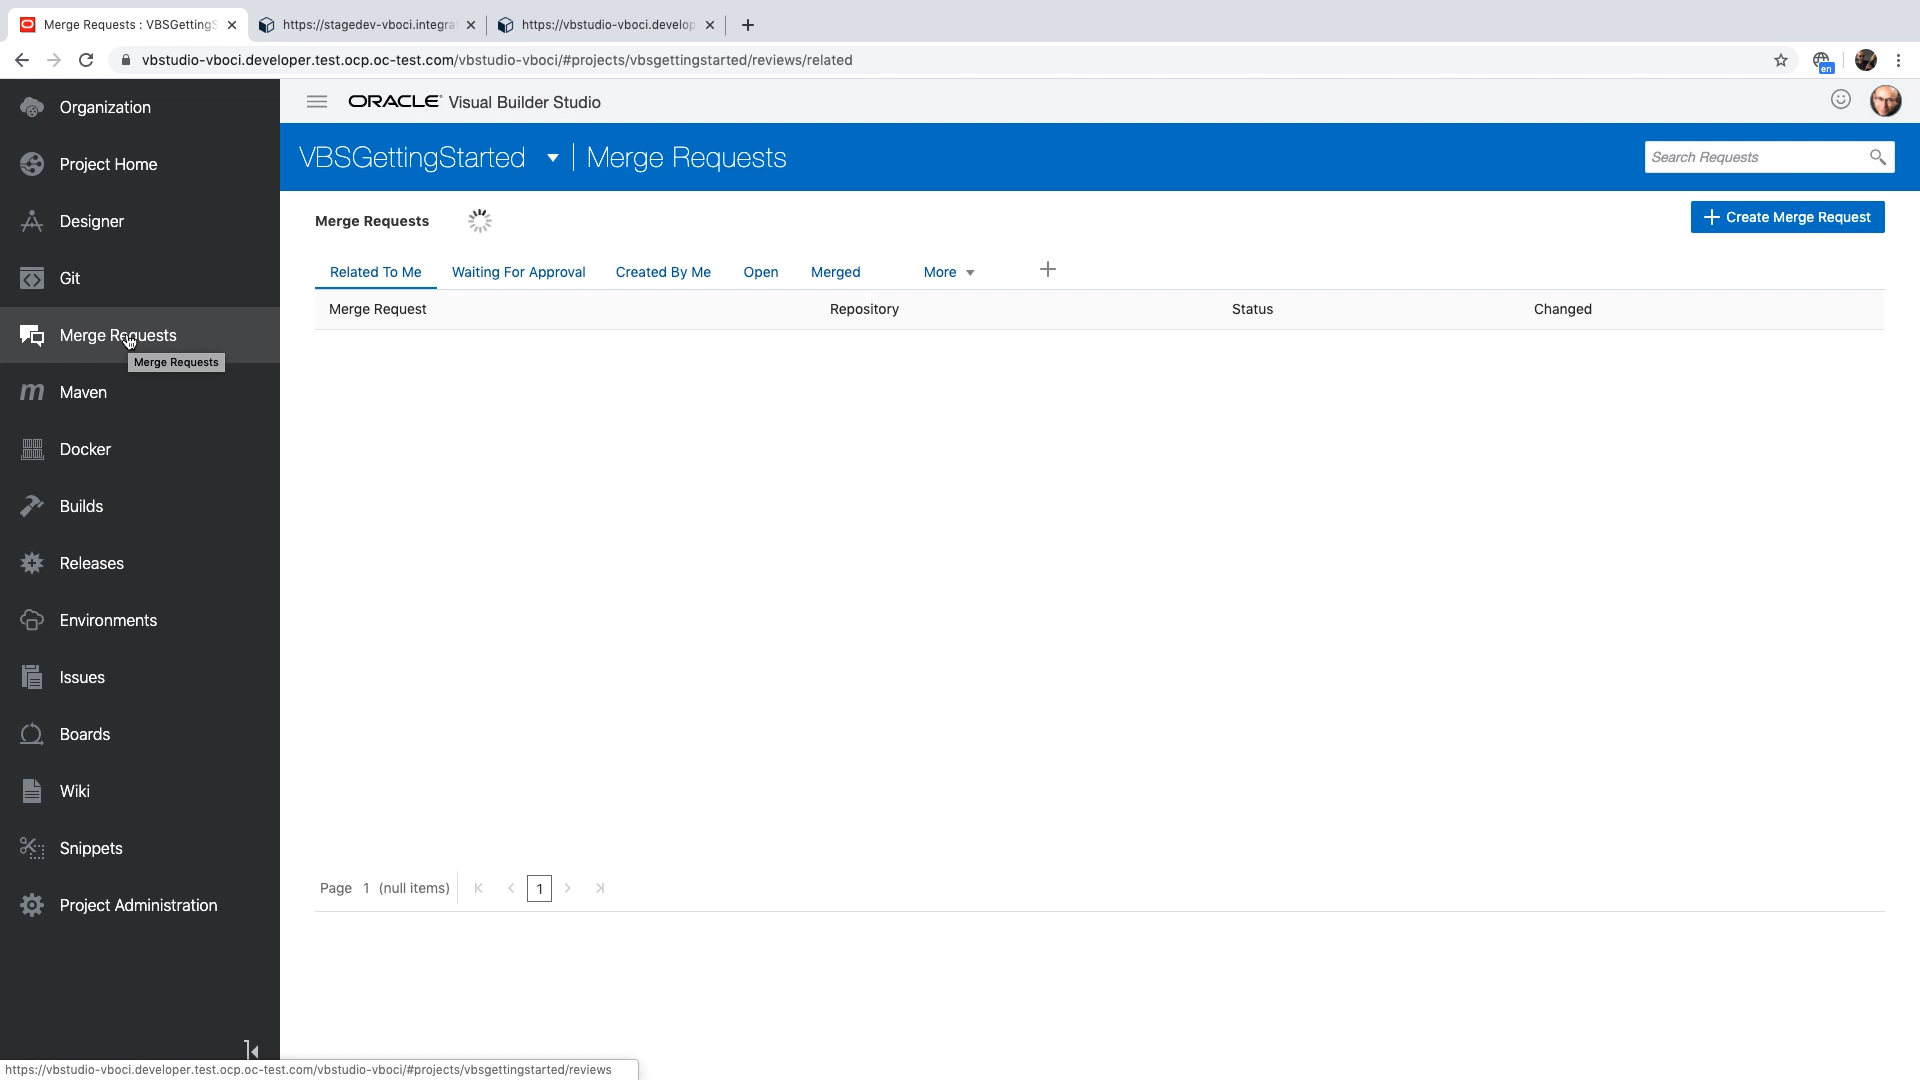 Merge Requests : VBSGettingS
https://stagedev-vboci.integra
https://vbstudio-vboci.develop
vbstudio-vboci.developer.test.ocp.oc-test.com/vbstudio-vboci/#projects/vbsgettingstarted/reviews/related
en
Organization
Project Home
Designer
Git
Merge Requests
Merge Requests
Maven
Docker
Builds
Releases
Environments
Issues
Boards
Wiki
Snippets
Project Administration
ORACLE Visual Builder Studio
VBSGettingStarted Merge Requests
Search Requests
Merge Requests
Create Merge Request
Related To Me Waiting For Approval Created By Me Open Merged More
Merge Request Repository Status Changed
Page 1 (null items) 1
https://vbstudio-vboci.developer.test.ocp.oc-test.com/vbstudio-vboci/#projects/vbsgettingstarted/reviews